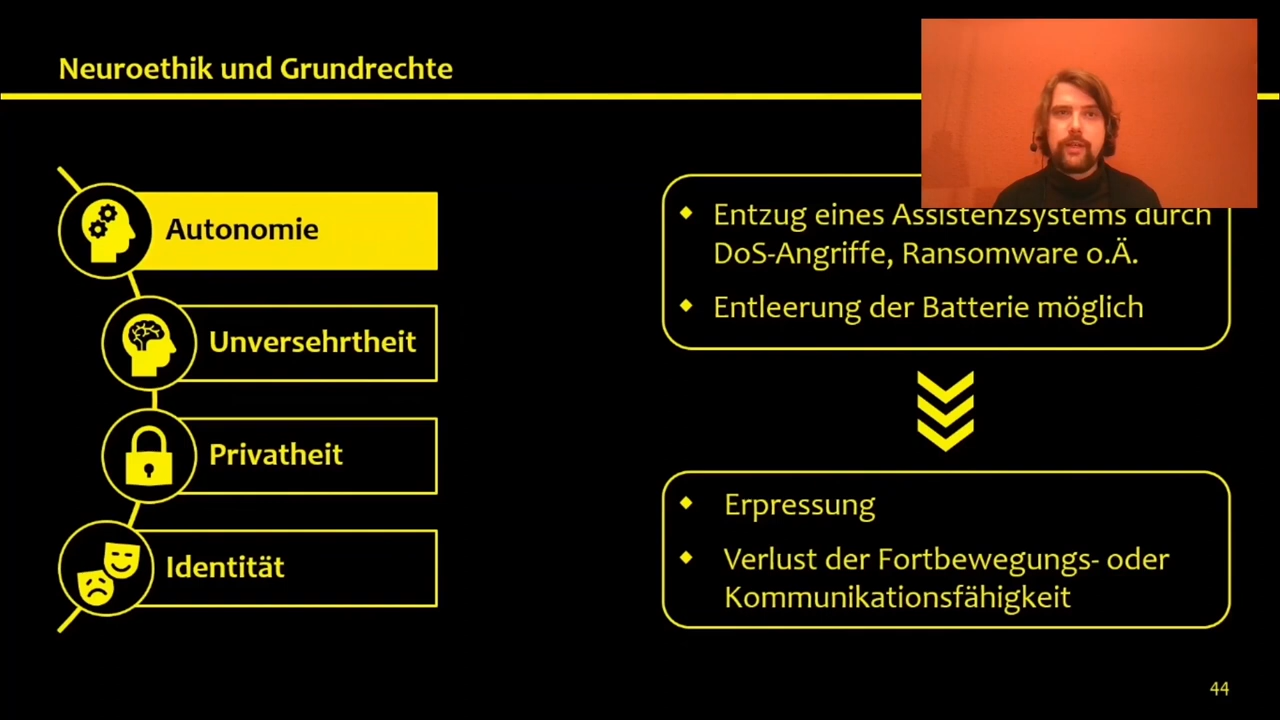 Neuroethik und Grundrechte
Autonomie
Unversehrtheit
Privatheit
Identität
Entzug eines Assistenzsystems durch
DoS-Angriffe, Ransomware o.Ä.
Entleerung der Batterie möglich
Erpressung
Verlust der Fortbewegungs- oder
Kommunikationsfähigkeit
44